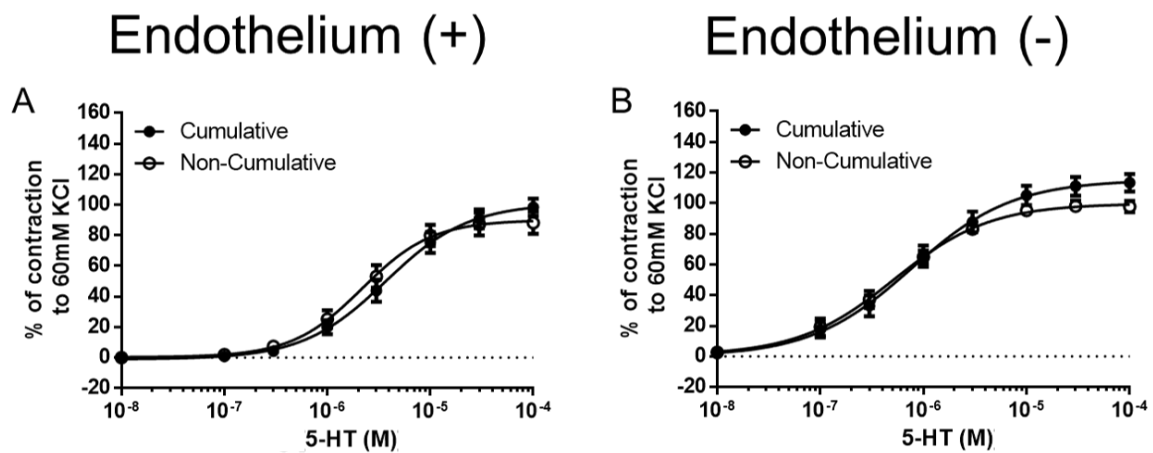 Endothelium (+)
Endothelium (-)
A
160
140
120
100
80
60
40
20
0
-20
% of contraction
to 60mM KCl
Cumulative
Non-Cumulative
10-8
10-7
10-6
10-5
10-4
5-HT (M)
B
160
140
120
100
80
60
40
20
0
-20
% of contraction
to 60mM KCl
Cumulative
Non-Cumulative
10-8
10-7
10-6
10-5
10-4
5-HT (M)